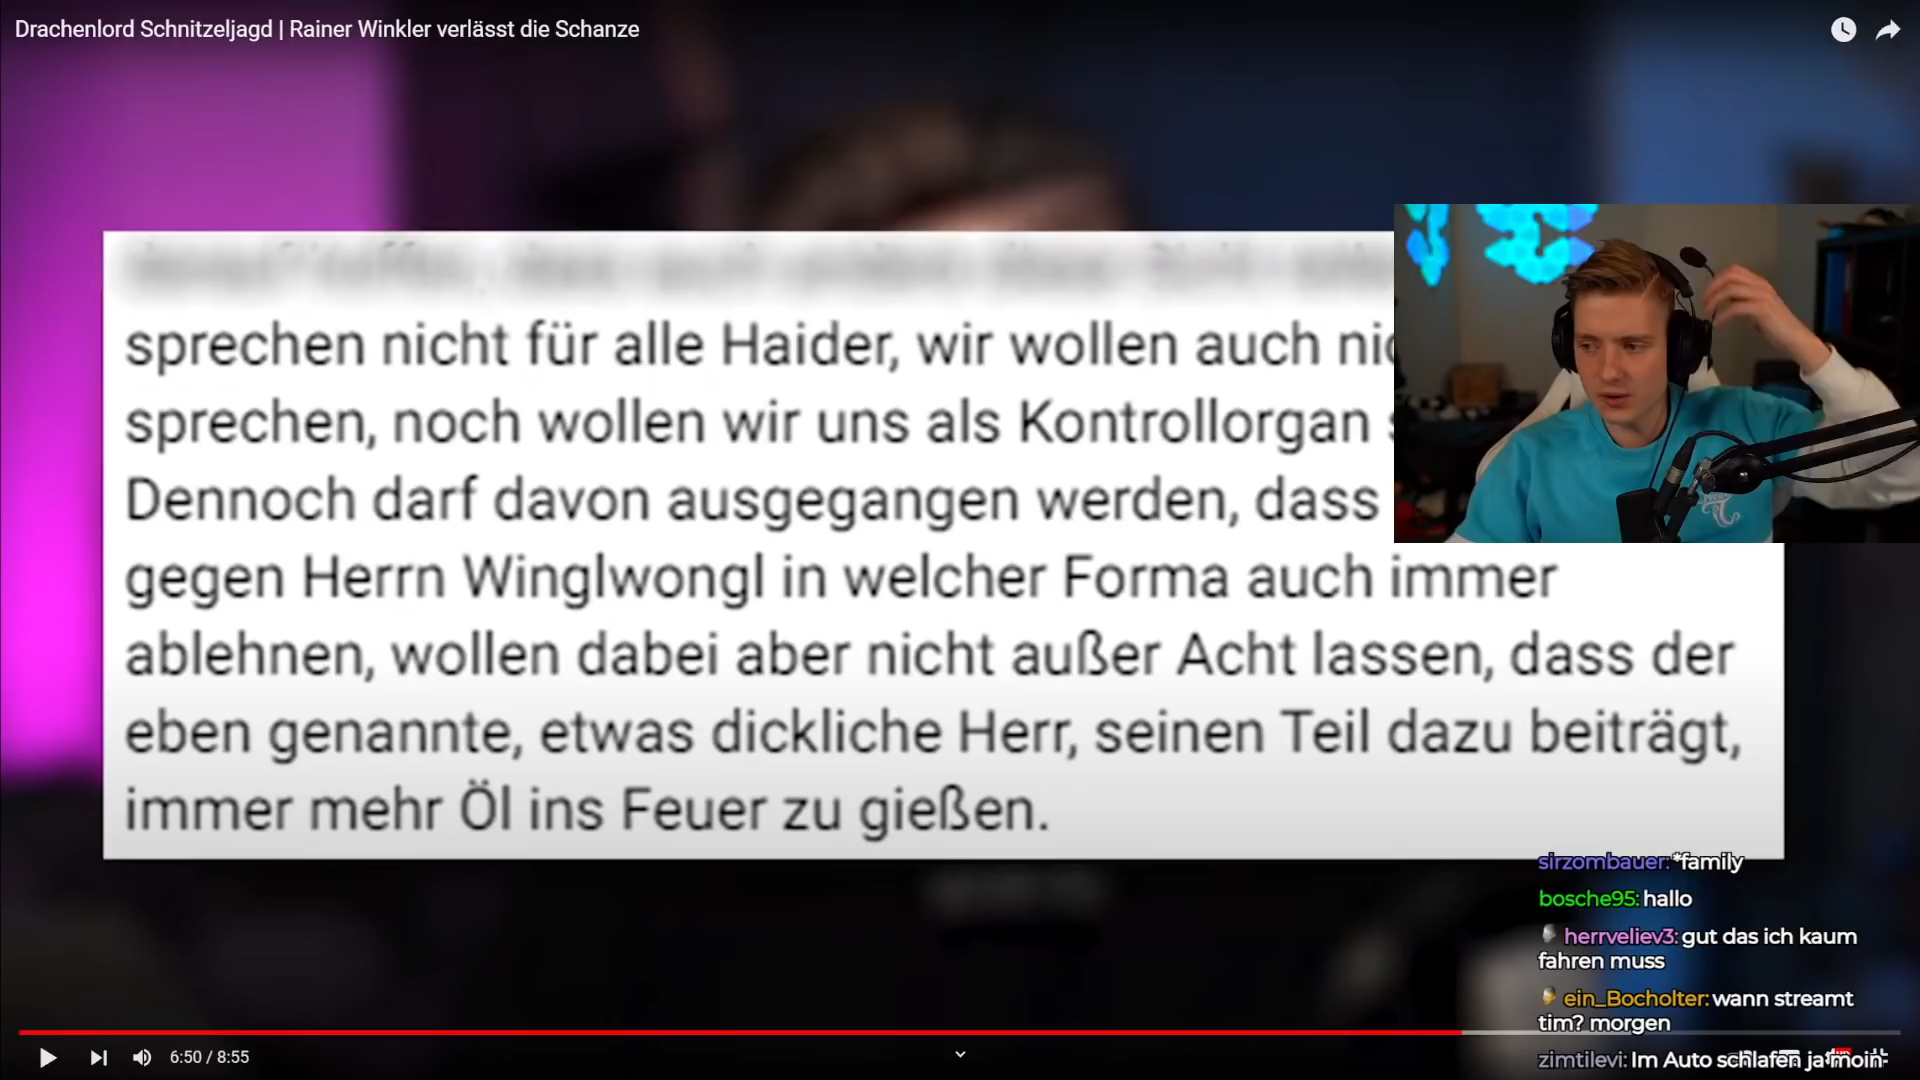 Drachenlord Schnitzeljagd | Rainer Winkler verlässt die Schanze
sprechen nicht für alle Haider, wir wollen auch
sprechen, noch wollen wir uns als Kontrollorgan
Dennoch darf davon ausgegangen werden, dass
gegen Herrn Winglwongl in welcher Forma auch immer
ablehnen, wollen dabei aber nicht außer Acht lassen, dass der
eben genannte, etwas dickliche Herr, seinen Teil dazu beiträgt,
immer mehr Öl ins Feuer zu gießen.
sirzombauer: *family
bosche95: hallo
herrveliev3: gut das ich kaum
fahren muss
ein_Bocholter: wann streamt
tim? morgen
zimtilevi: Im Auto schlafen ja moin
6:50 / 8:55